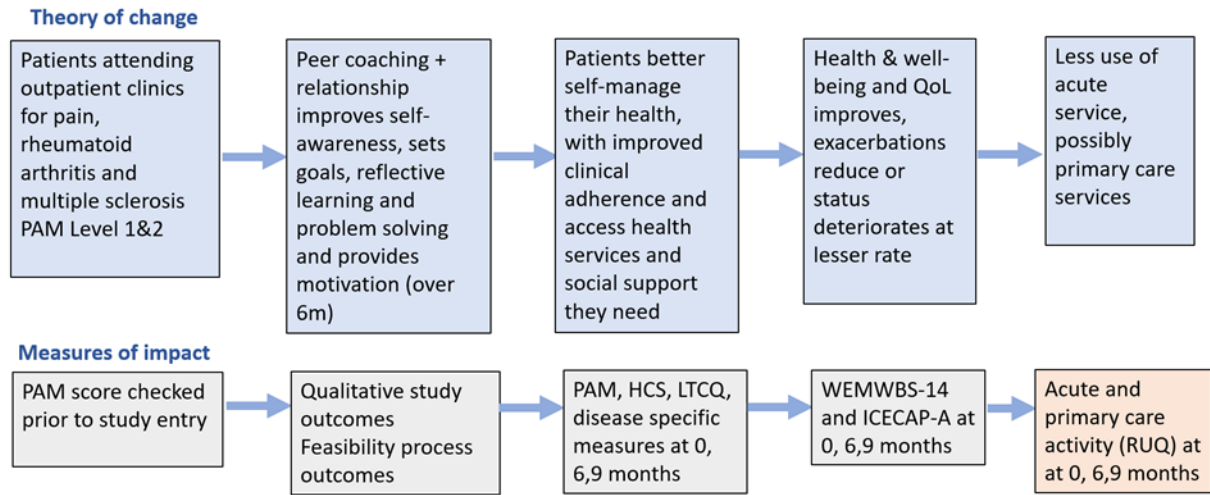 Theory of change
Patients attending
outpatient clinics
for pain,
rheumatoid
arthritis and
multiple sclerosis
PAM Level 1&2
Peer coaching +
relationship
improves self-
awareness, sets
goals, reflective
learning and
problem solving
and provides
motivation (over
6m)
Patients better
self-manage
their health,
with improved
clinical
adherence and
access health
services and
social support
they need
Health & well-
being and QoL
improves,
exacerbations
reduce or
status
deteriorates at
lesser rate
Less use of
acute
service,
possibly
primary care
services
Measures of impact
PAM score checked
prior to study entry
Qualitative study
outcomes
Feasibility process
outcomes
PAM, HCS, LTCQ,
disease specific
measures at 0,
6,9 months
WEMWBS-14
and ICECAP-A at
0, 6,9 months
Acute and
primary care
activity (RUQ) at
at 0, 6,9 months